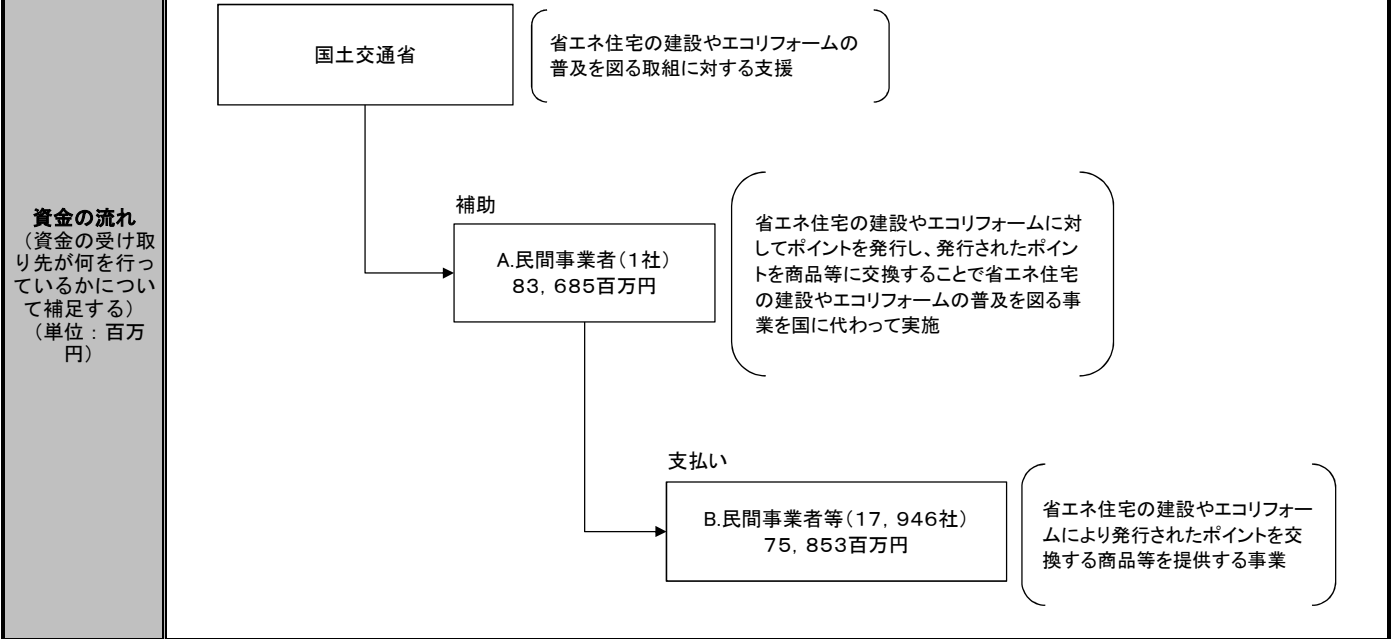 資金の流れ
（資金の受け取
り先が何を行っ
ているかについ
て補足する）
（単位：百万
円）
国土交通省
省エネ住宅の建設やエコリフォームの
普及を図る取組に対する支援
補助
A.民間事業者（１社）
８３，６８５百万円
省エネ住宅の建設やエコリフォームに対
してポイントを発行し、発行されたポイン
トを商品等に交換することで省エネ住宅
の建設やエコリフォームの普及を図る事
業を国に代わって実施
支払い
B.民間事業者等（１７，９４６社）
７５，８５３百万円
省エネ住宅の建設やエコリフォー
ムにより発行されたポイントを交
換する商品等を提供する事業